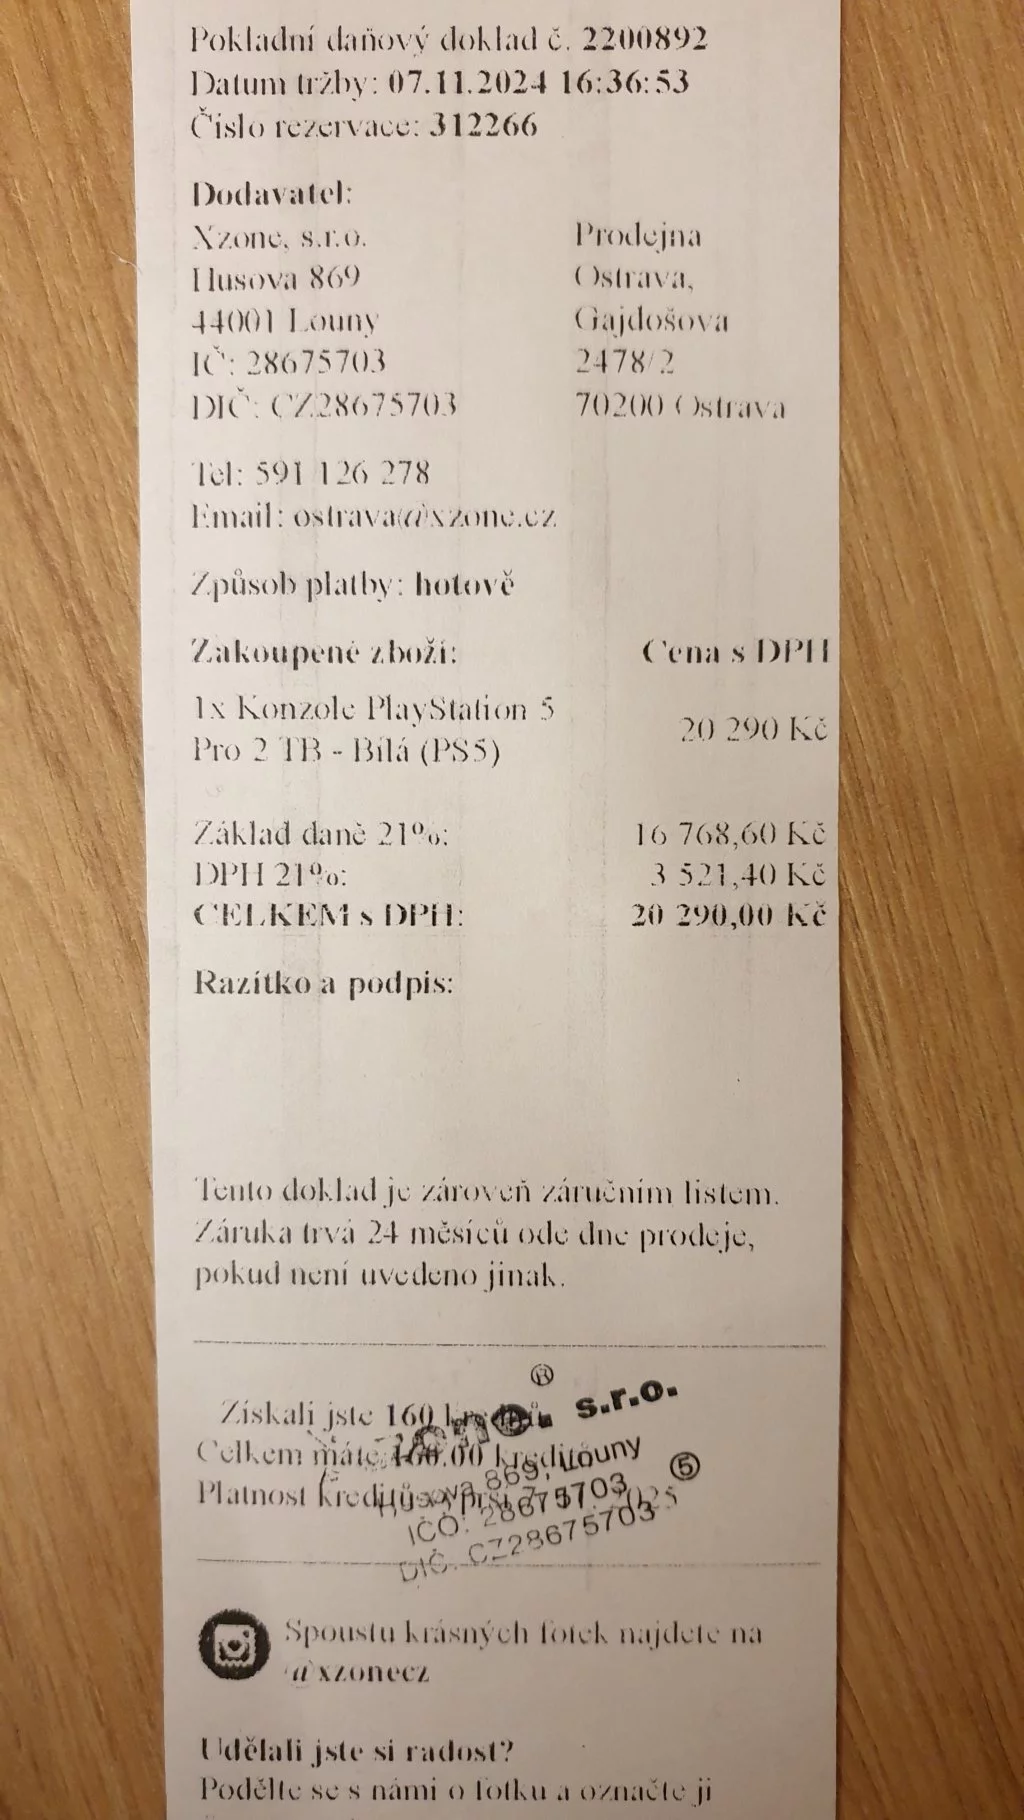 Pokladní daňový doklad č. 2200892
Datum tržby: 07.11.2024 16:36:53
Číslo rezervace: 312266
Dodavatel:
Xzone, s.r.o.
Husova 869
44001 Louny
IČ: 28675703
DIČ: CZ28675703
Prodejna
Ostrava,
Gajdošova
2478/2
70200 Ostrava
Tel: 591 126 278
Email: ostrava@xzone.cz
Způsob platby: hotově
Zakoupené zboží: Cena s DPH
1x Konzole PlayStation 5
Pro 2 TB - Bílá (PS5) 20 290 Kč
Základ daně 21%: 16 768,60 Kč
DPH 21%: 3 521,40 Kč
CELKEM s DPH: 20 290,00 Kč
Razítko a podpis:
Tento doklad je zároveň záručním listem.
Záruka trvá 24 měsíců ode dne prodeje,
pokud není uvedeno jinak.
Získali jste 160 kreditů
Celkem máte 160.00 kreditů
Platnost kreditů
®
s.r.o.
Husova 869, Louny
5
IČO: 28675703
DIČ: CZ28675703
Spoustu krásných fotek najdete na
@xzonecz
Udělali jste si radost?
Podělte se s námi o fotku a označte ji